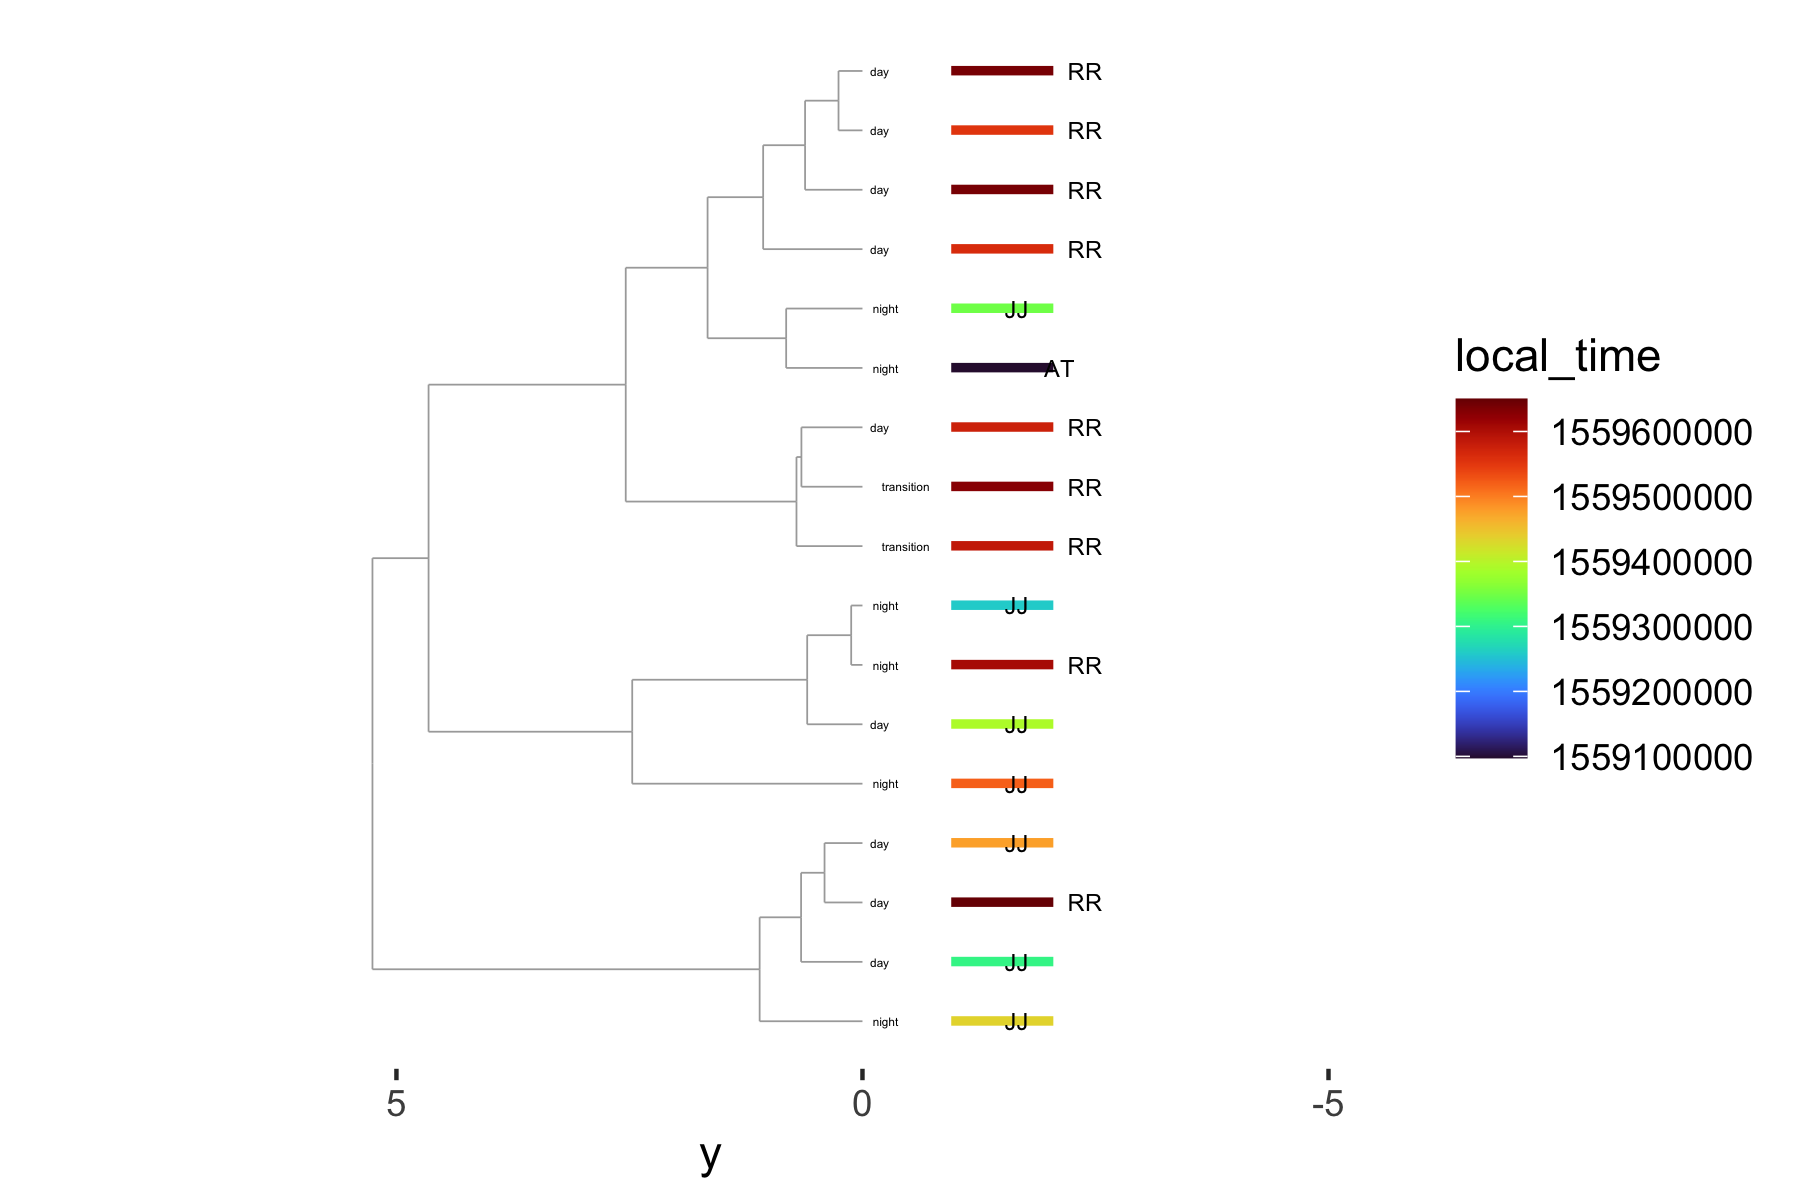 day RR
day RR
day RR
day RR
night JJ
night AT
day RR
transition RR
transition RR
night JJ
night RR
day JJ
night JJ
day JJ
day RR
day JJ
night JJ
5 0 -5
y
local_time
1559600000
1559500000
1559400000
1559300000
1559200000
1559100000